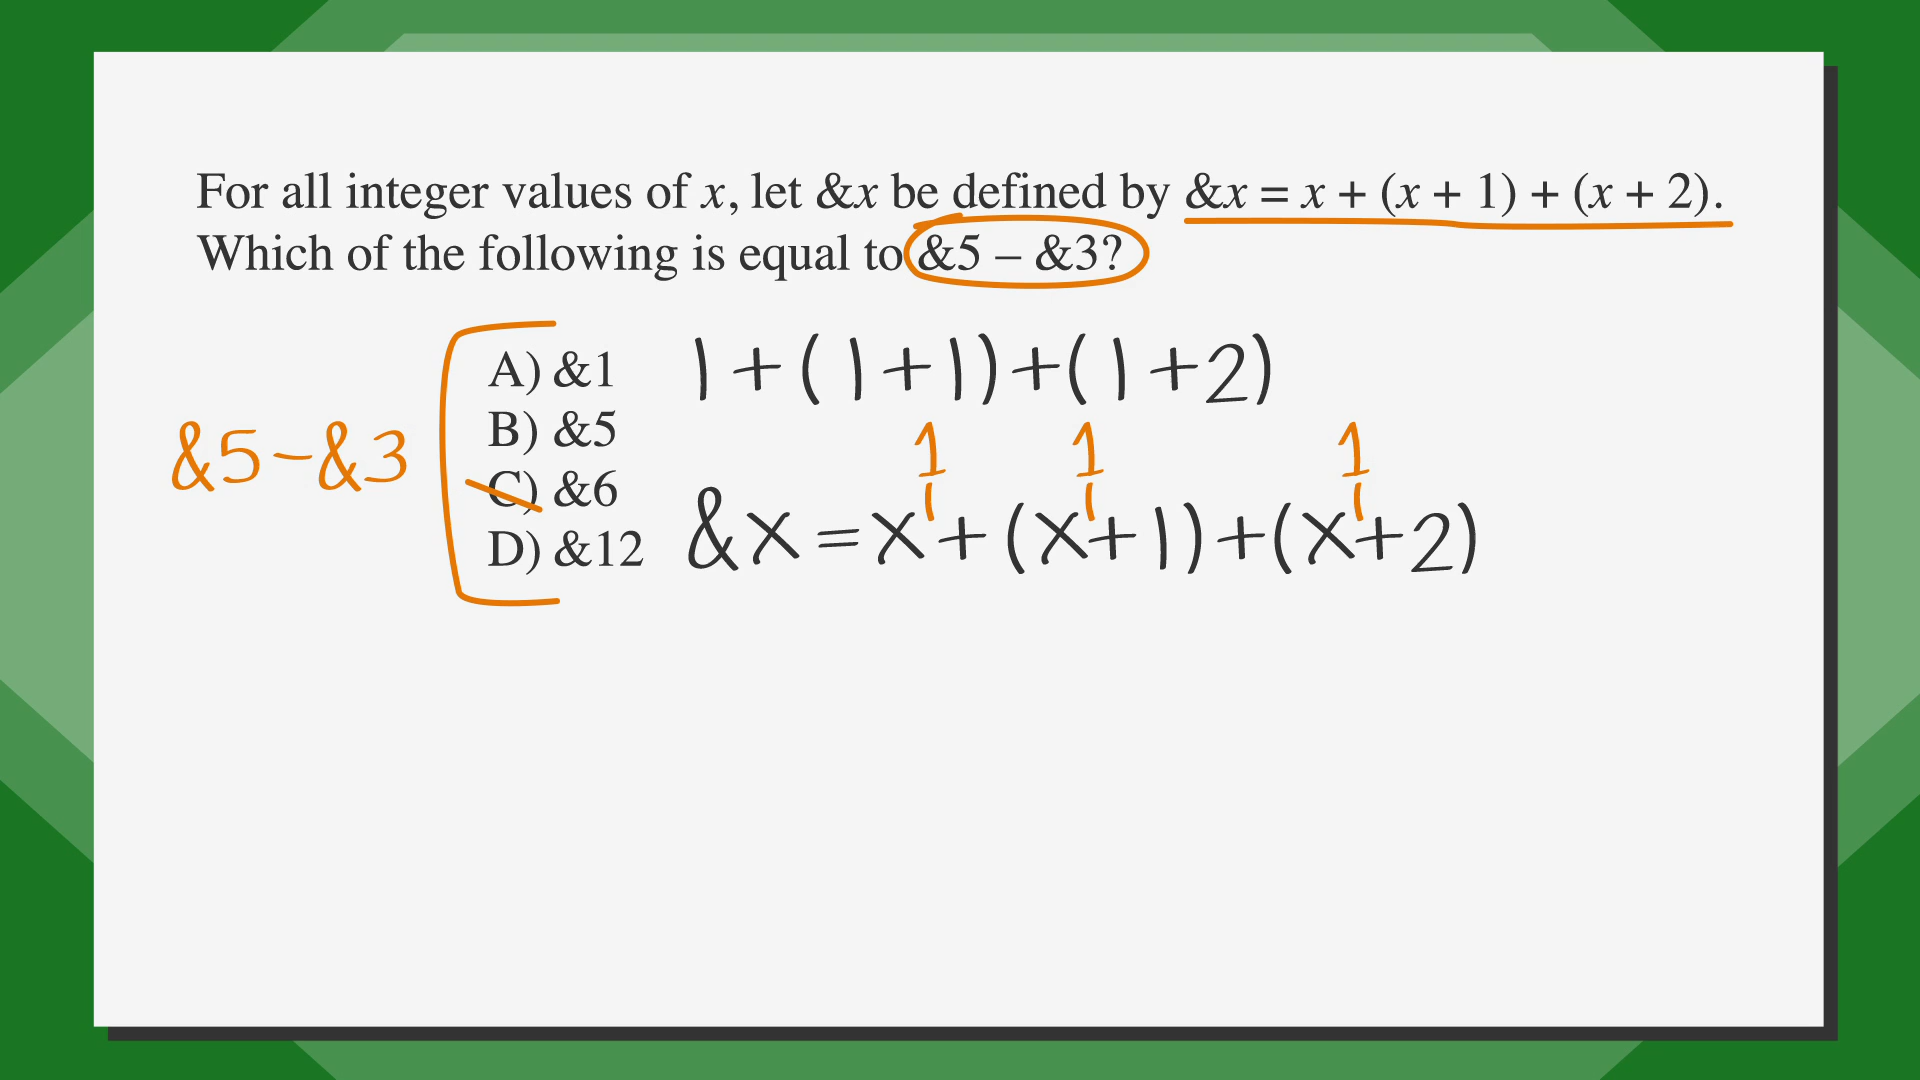 For all integer values of x, let &x be defined by &x = x + (x + 1) + (x + 2).
Which of the following is equal to &5 – &3?
A) &1
1+(1+1)+(1+2)
B) &5
&5-&3
1 1 1
C) &6
&x=x+(x+1)+(x+2)
D) &12